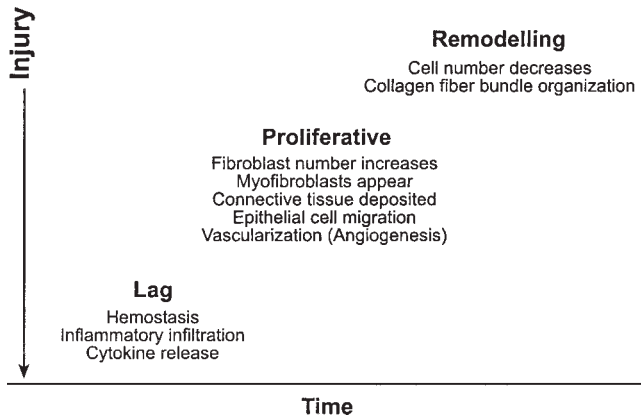 Injury
Remodelling
Cell number decreases
Collagen fiber bundle organization
Proliferative
Fibroblast number increases
Myofibroblasts appear
Connective tissue deposited
Epithelial cell migration
Vascularization (Angiogenesis)
Lag
Hemostasis
Inflammatory infiltration
Cytokine release
Time